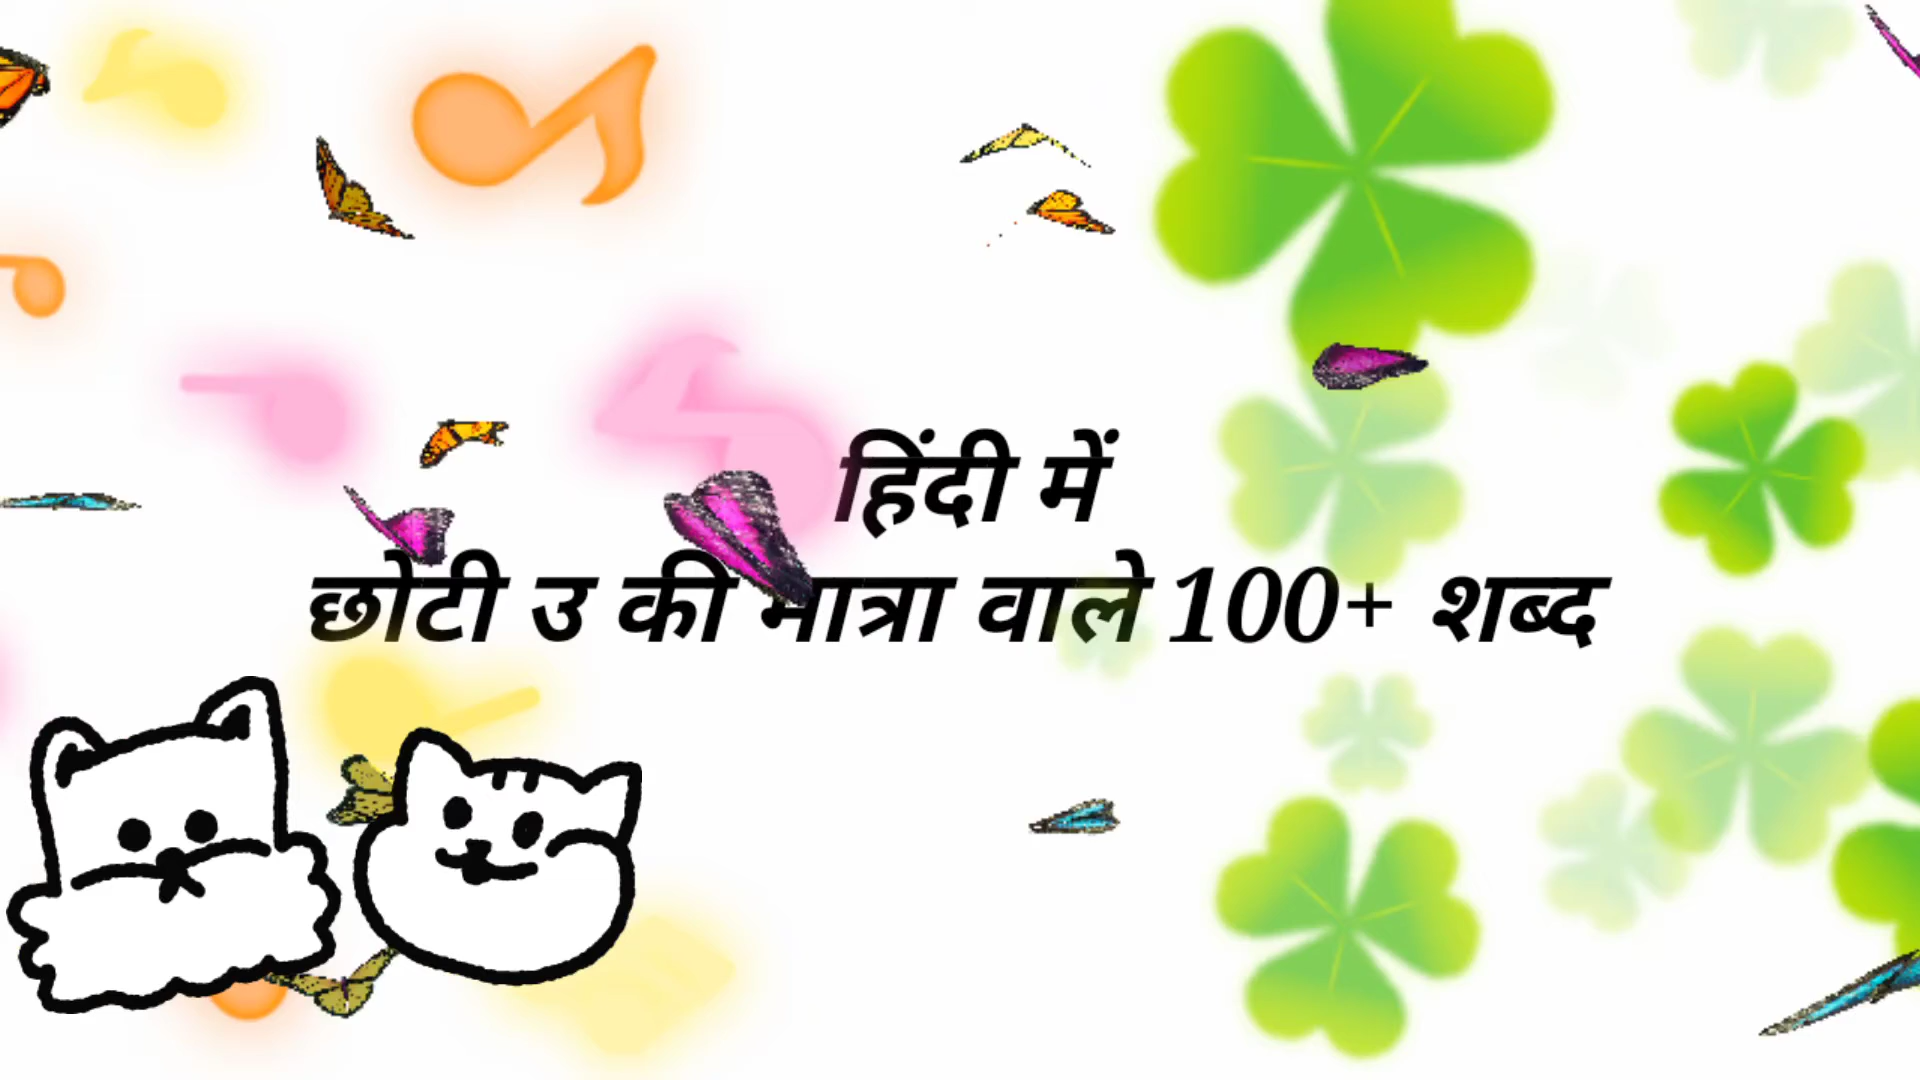 हिंदी में
छोटी उ की मात्रा वाले 100+ शब्द